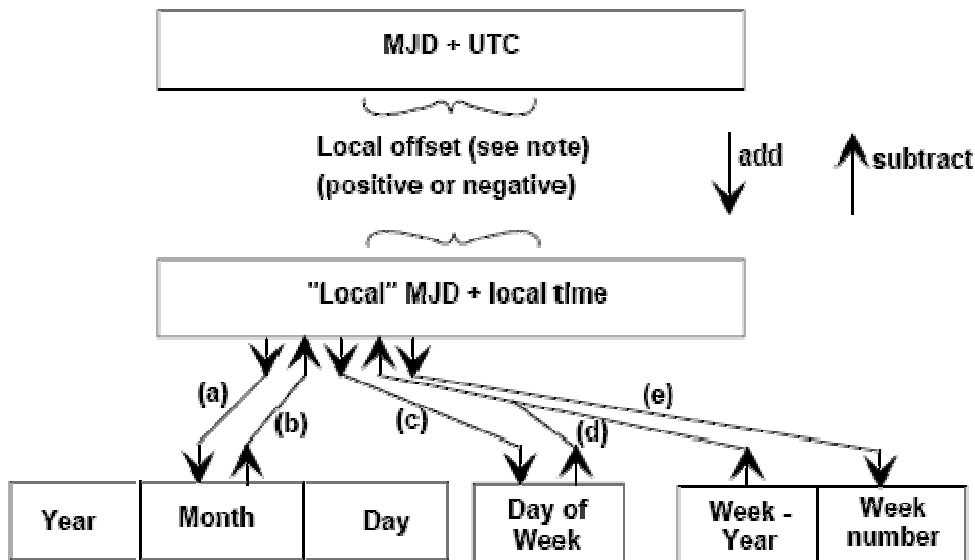 MJD + UTC
Local offset (see note)
(positive or negative)
add
subtract
"Local" MJD + local time
(a)
(b)
(c)
(d)
(e)
Year
Month
Day
Day of
Week
Week -
Year
Week
number